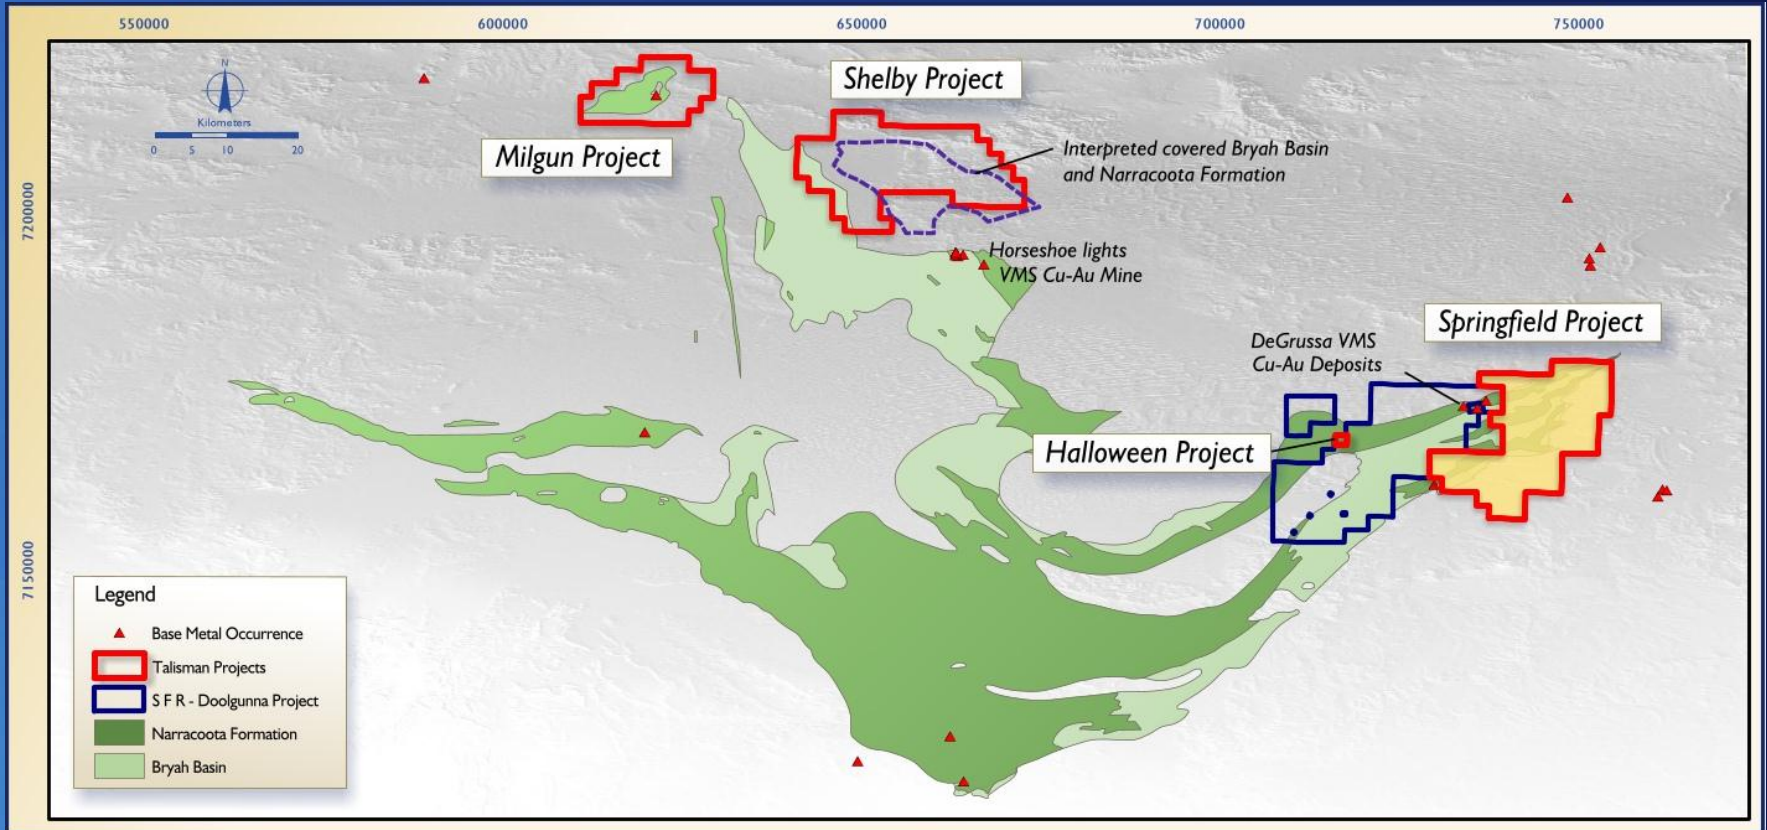 550000
600000
650000
700000
750000
N
Kilometers
0 5 10 20
Milgun Project
Shelby Project
Interpreted covered Bryah Basin
and Narracoota Formation
7200000
Horseshoe lights
VMS Cu-Au Mine
Springfield Project
DeGrussa VMS
Cu-Au Deposits
Halloween Project
7150000
Legend
Base Metal Occurrence
Talisman Projects
S F R - Doolgunna Project
Narracoota Formation
Bryah Basin